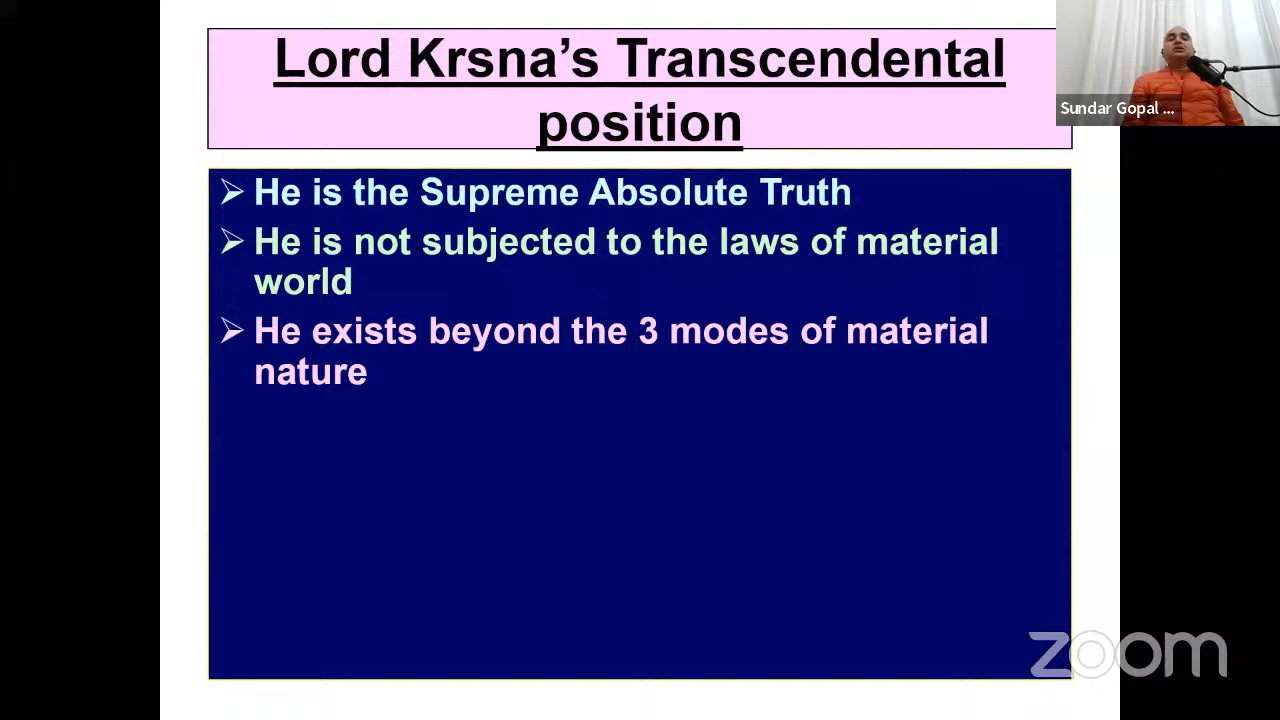 Lord Krsna's Transcendental
position
Sundar Gopal ...
➢ He is the Supreme Absolute Truth
➢ He is not subjected to the laws of material
world
➢ He exists beyond the 3 modes of material
nature
zoom